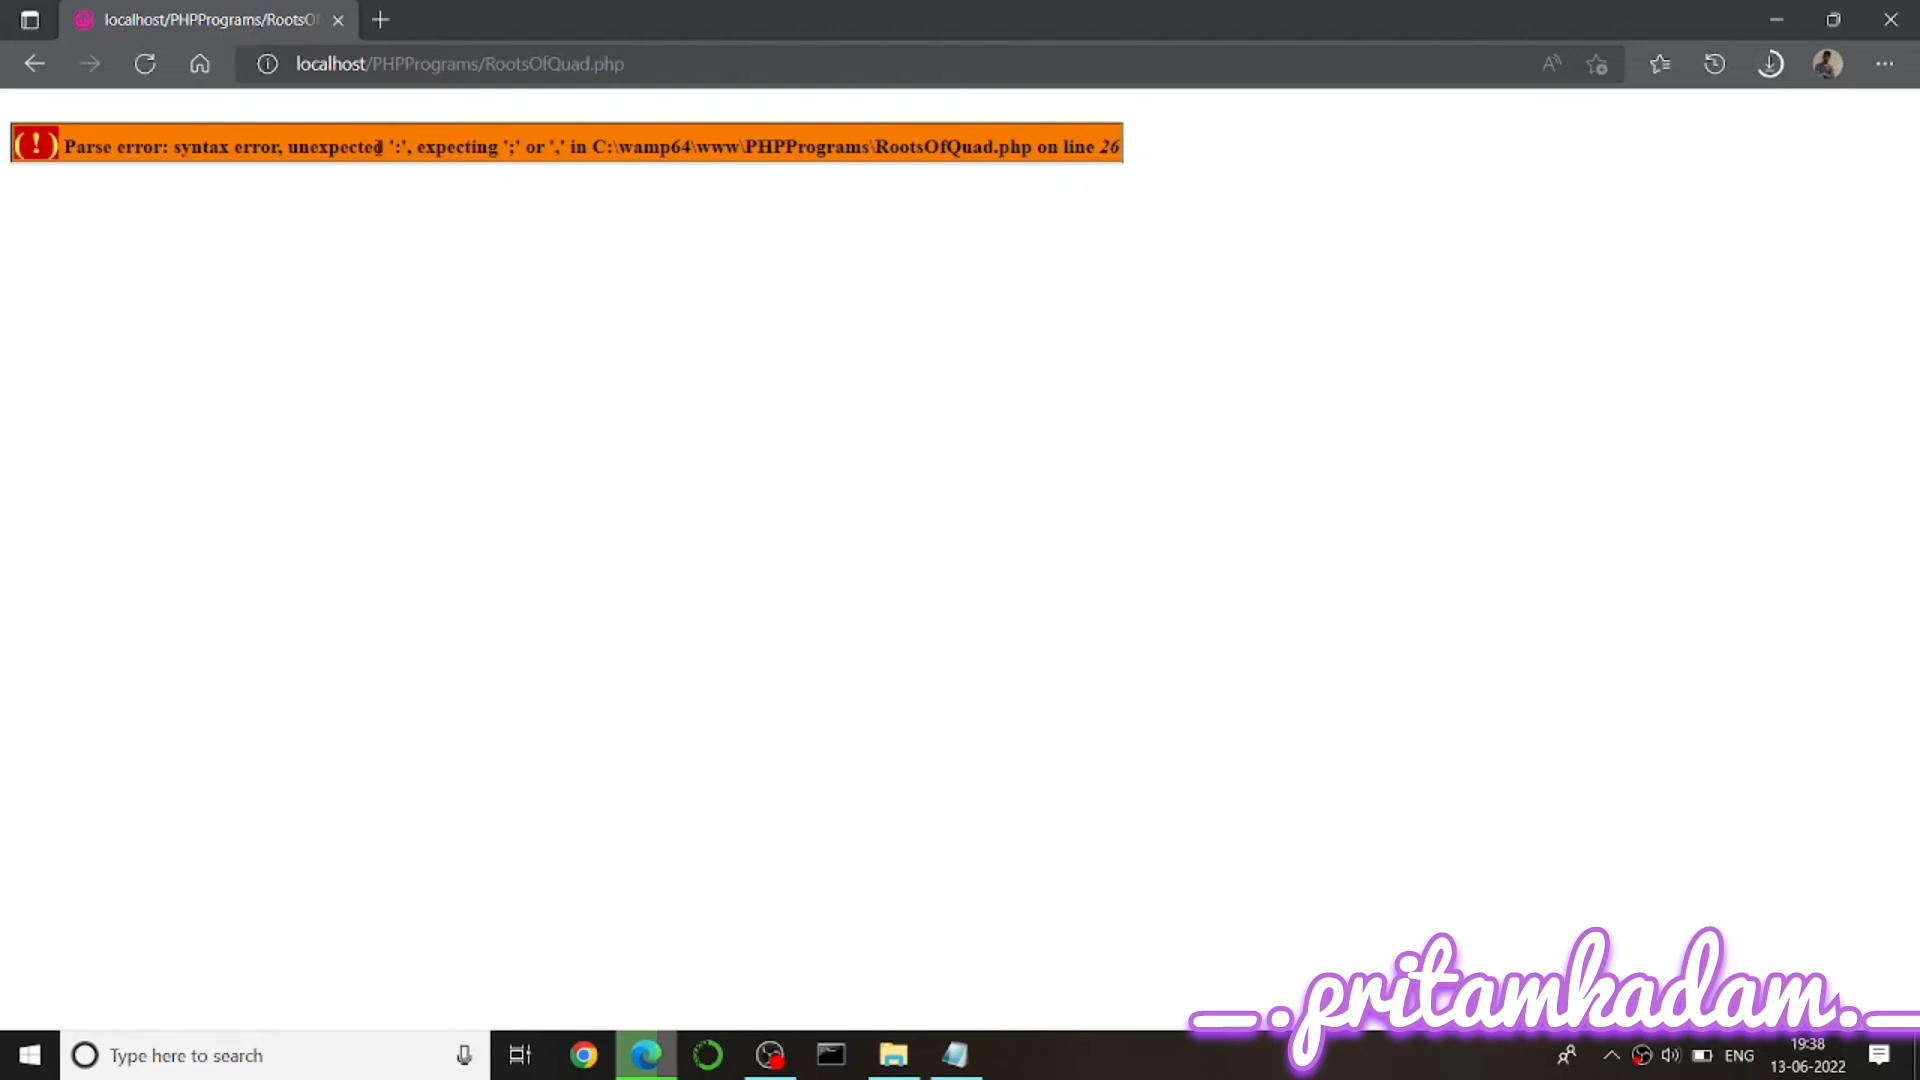 localhost/PHPPrograms/RootsOf
localhost/PHPPrograms/RootsOfQuad.php
( ! ) Parse error: syntax error, unexpected ':', expecting ';' or ',' in C:\wamp64\www\PHPPrograms\RootsOfQuad.php on line 26
_.pritamkadam._
Type here to search
ENG
19:38
13-06-2022